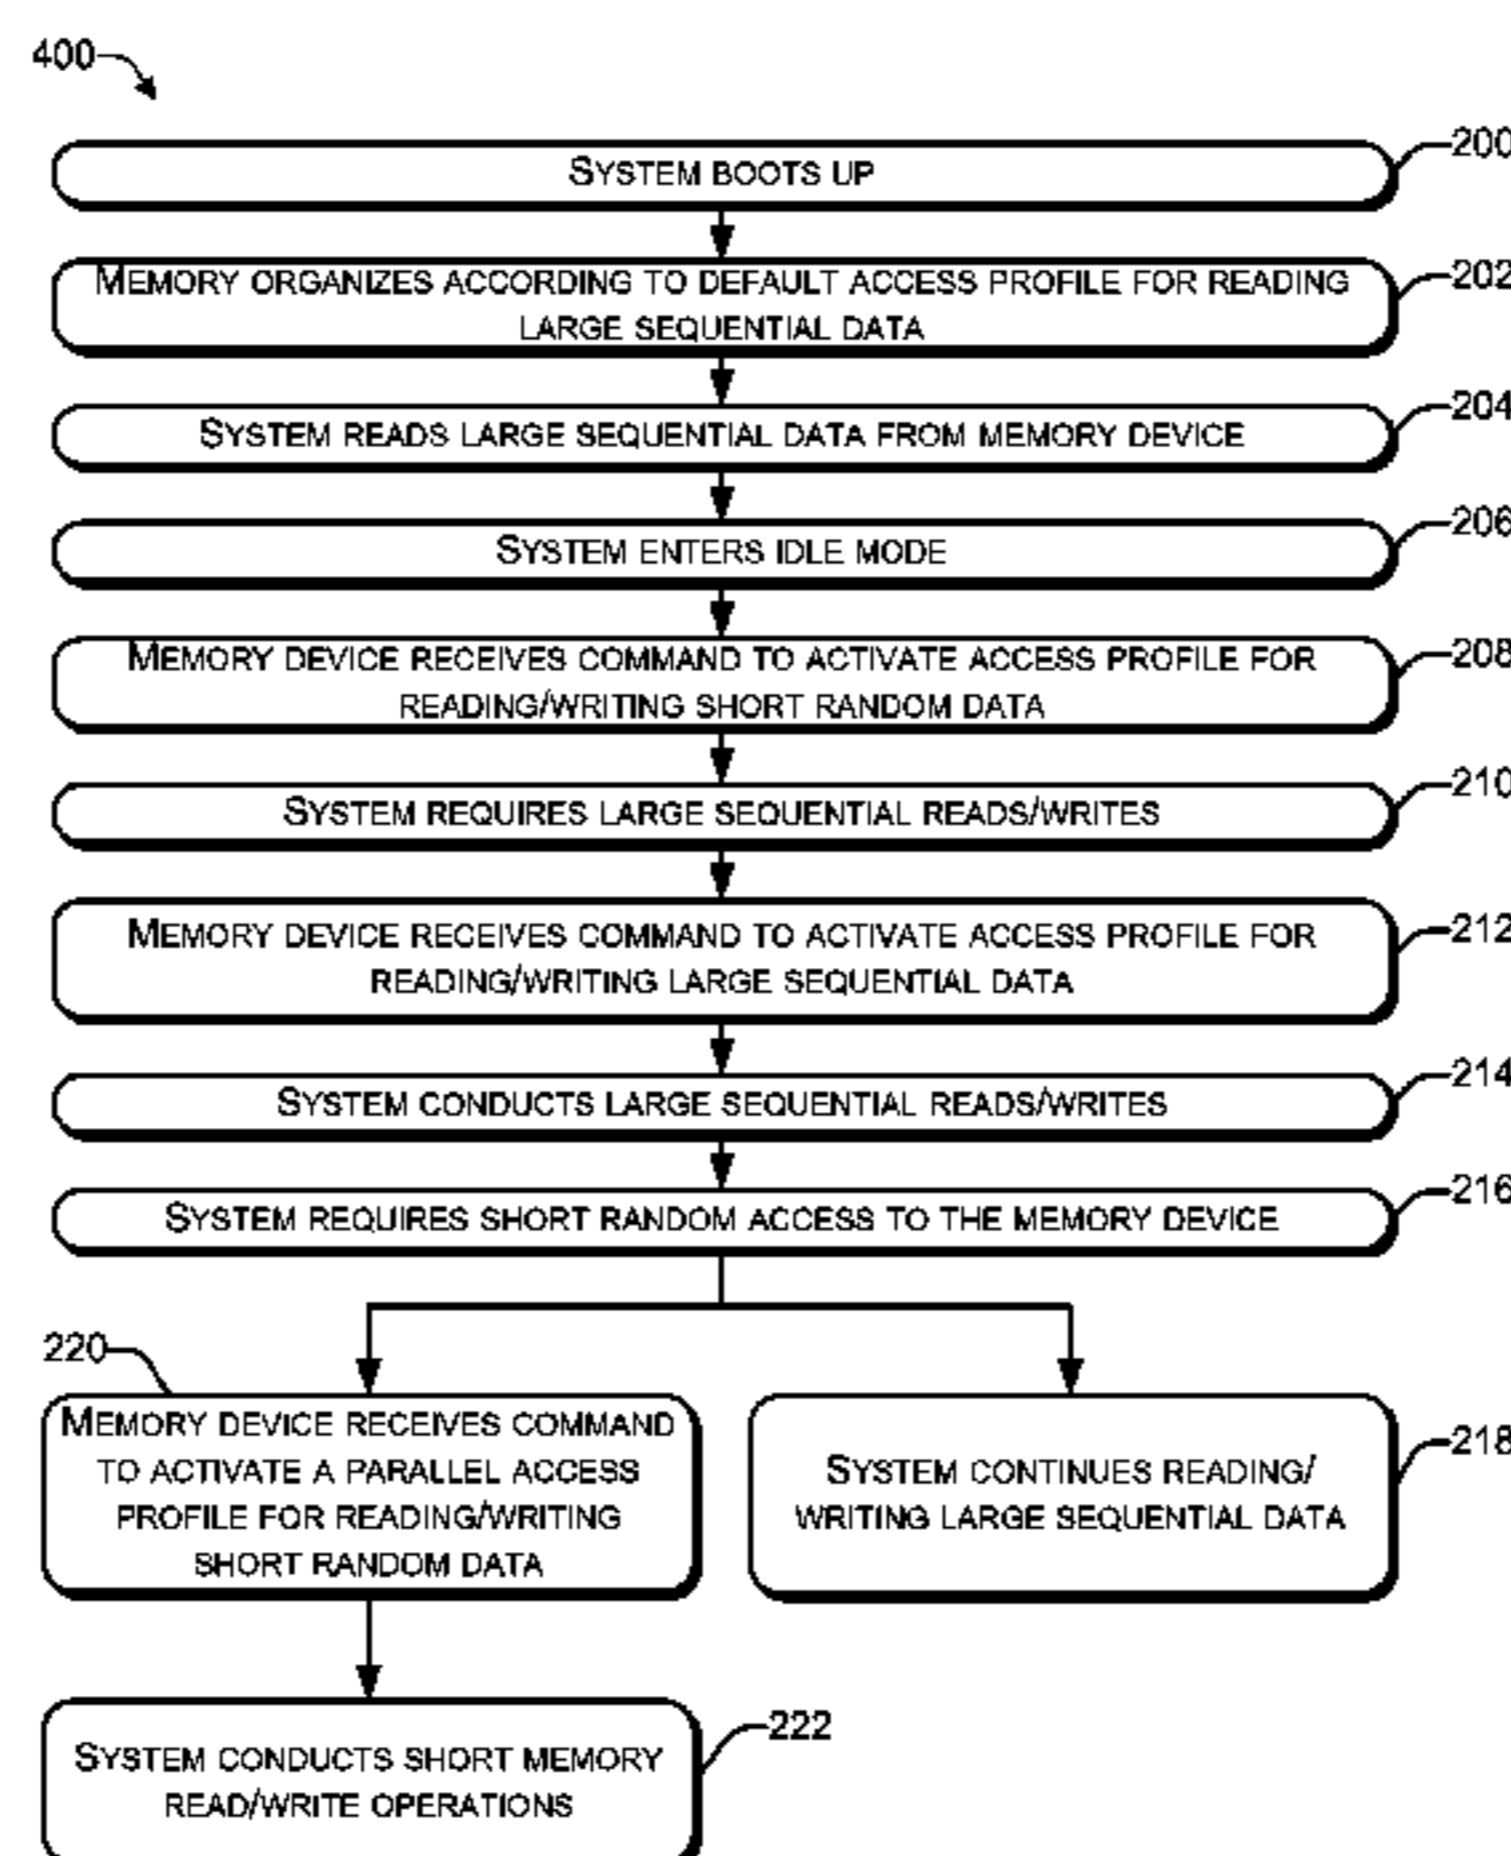 400
SYSTEM BOOTS UP
200
MEMORY ORGANIZES ACCORDING TO DEFAULT ACCESS PROFILE FOR READING
LARGE SEQUENTIAL DATA
202
SYSTEM READS LARGE SEQUENTIAL DATA FROM MEMORY DEVICE
204
SYSTEM ENTERS IDLE MODE
206
MEMORY DEVICE RECEIVES COMMAND TO ACTIVATE ACCESS PROFILE FOR
READING/WRITING SHORT RANDOM DATA
208
SYSTEM REQUIRES LARGE SEQUENTIAL READS/WRITES
210
MEMORY DEVICE RECEIVES COMMAND TO ACTIVATE ACCESS PROFILE FOR
READING/WRITING LARGE SEQUENTIAL DATA
212
SYSTEM CONDUCTS LARGE SEQUENTIAL READS/WRITES
214
SYSTEM REQUIRES SHORT RANDOM ACCESS TO THE MEMORY DEVICE
216
220
MEMORY DEVICE RECEIVES COMMAND
TO ACTIVATE A PARALLEL ACCESS
PROFILE FOR READING/WRITING
SHORT RANDOM DATA
SYSTEM CONTINUES READING/
WRITING LARGE SEQUENTIAL DATA
218
SYSTEM CONDUCTS SHORT MEMORY
READ/WRITE OPERATIONS
222